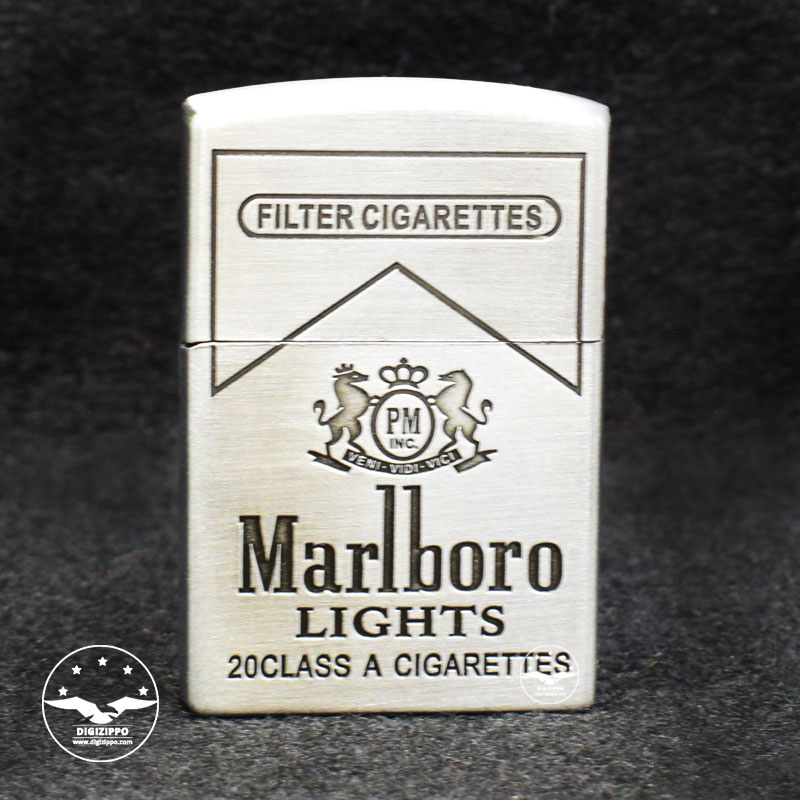 FILTER CIGARETTES
PM
INC.
VENI-VIDI-VICI
Marlboro
LIGHTS
20CLASS A CIGARETTES
DIGIZIPPO
www.digizippo.com